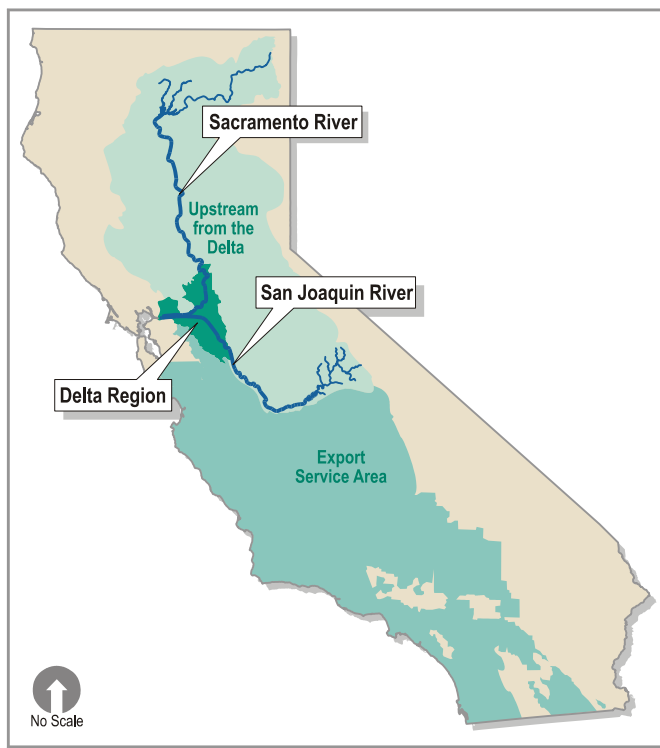 Sacramento River
Upstream
from the
Delta
San Joaquin River
Delta Region
Export
Service Area
No Scale